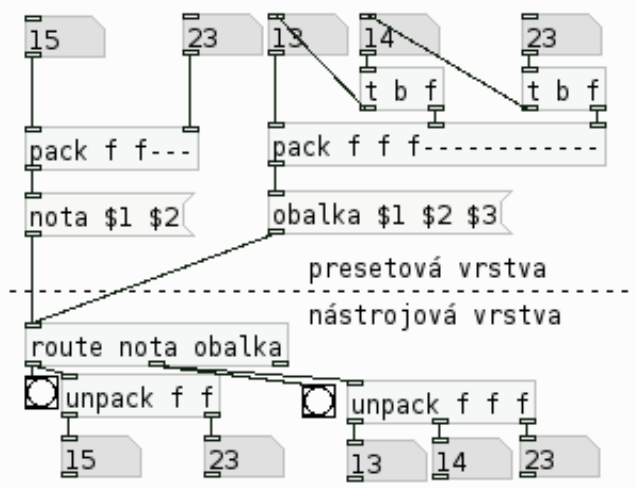 15 23 13 14 23
t b f t b f
pack f f--- pack f f f------------
nota $1 $2 obalka $1 $2 $3
presetová vrstva
nástrojová vrstva
route nota obalka
unpack f f unpack f f f
15 23 13 14 23